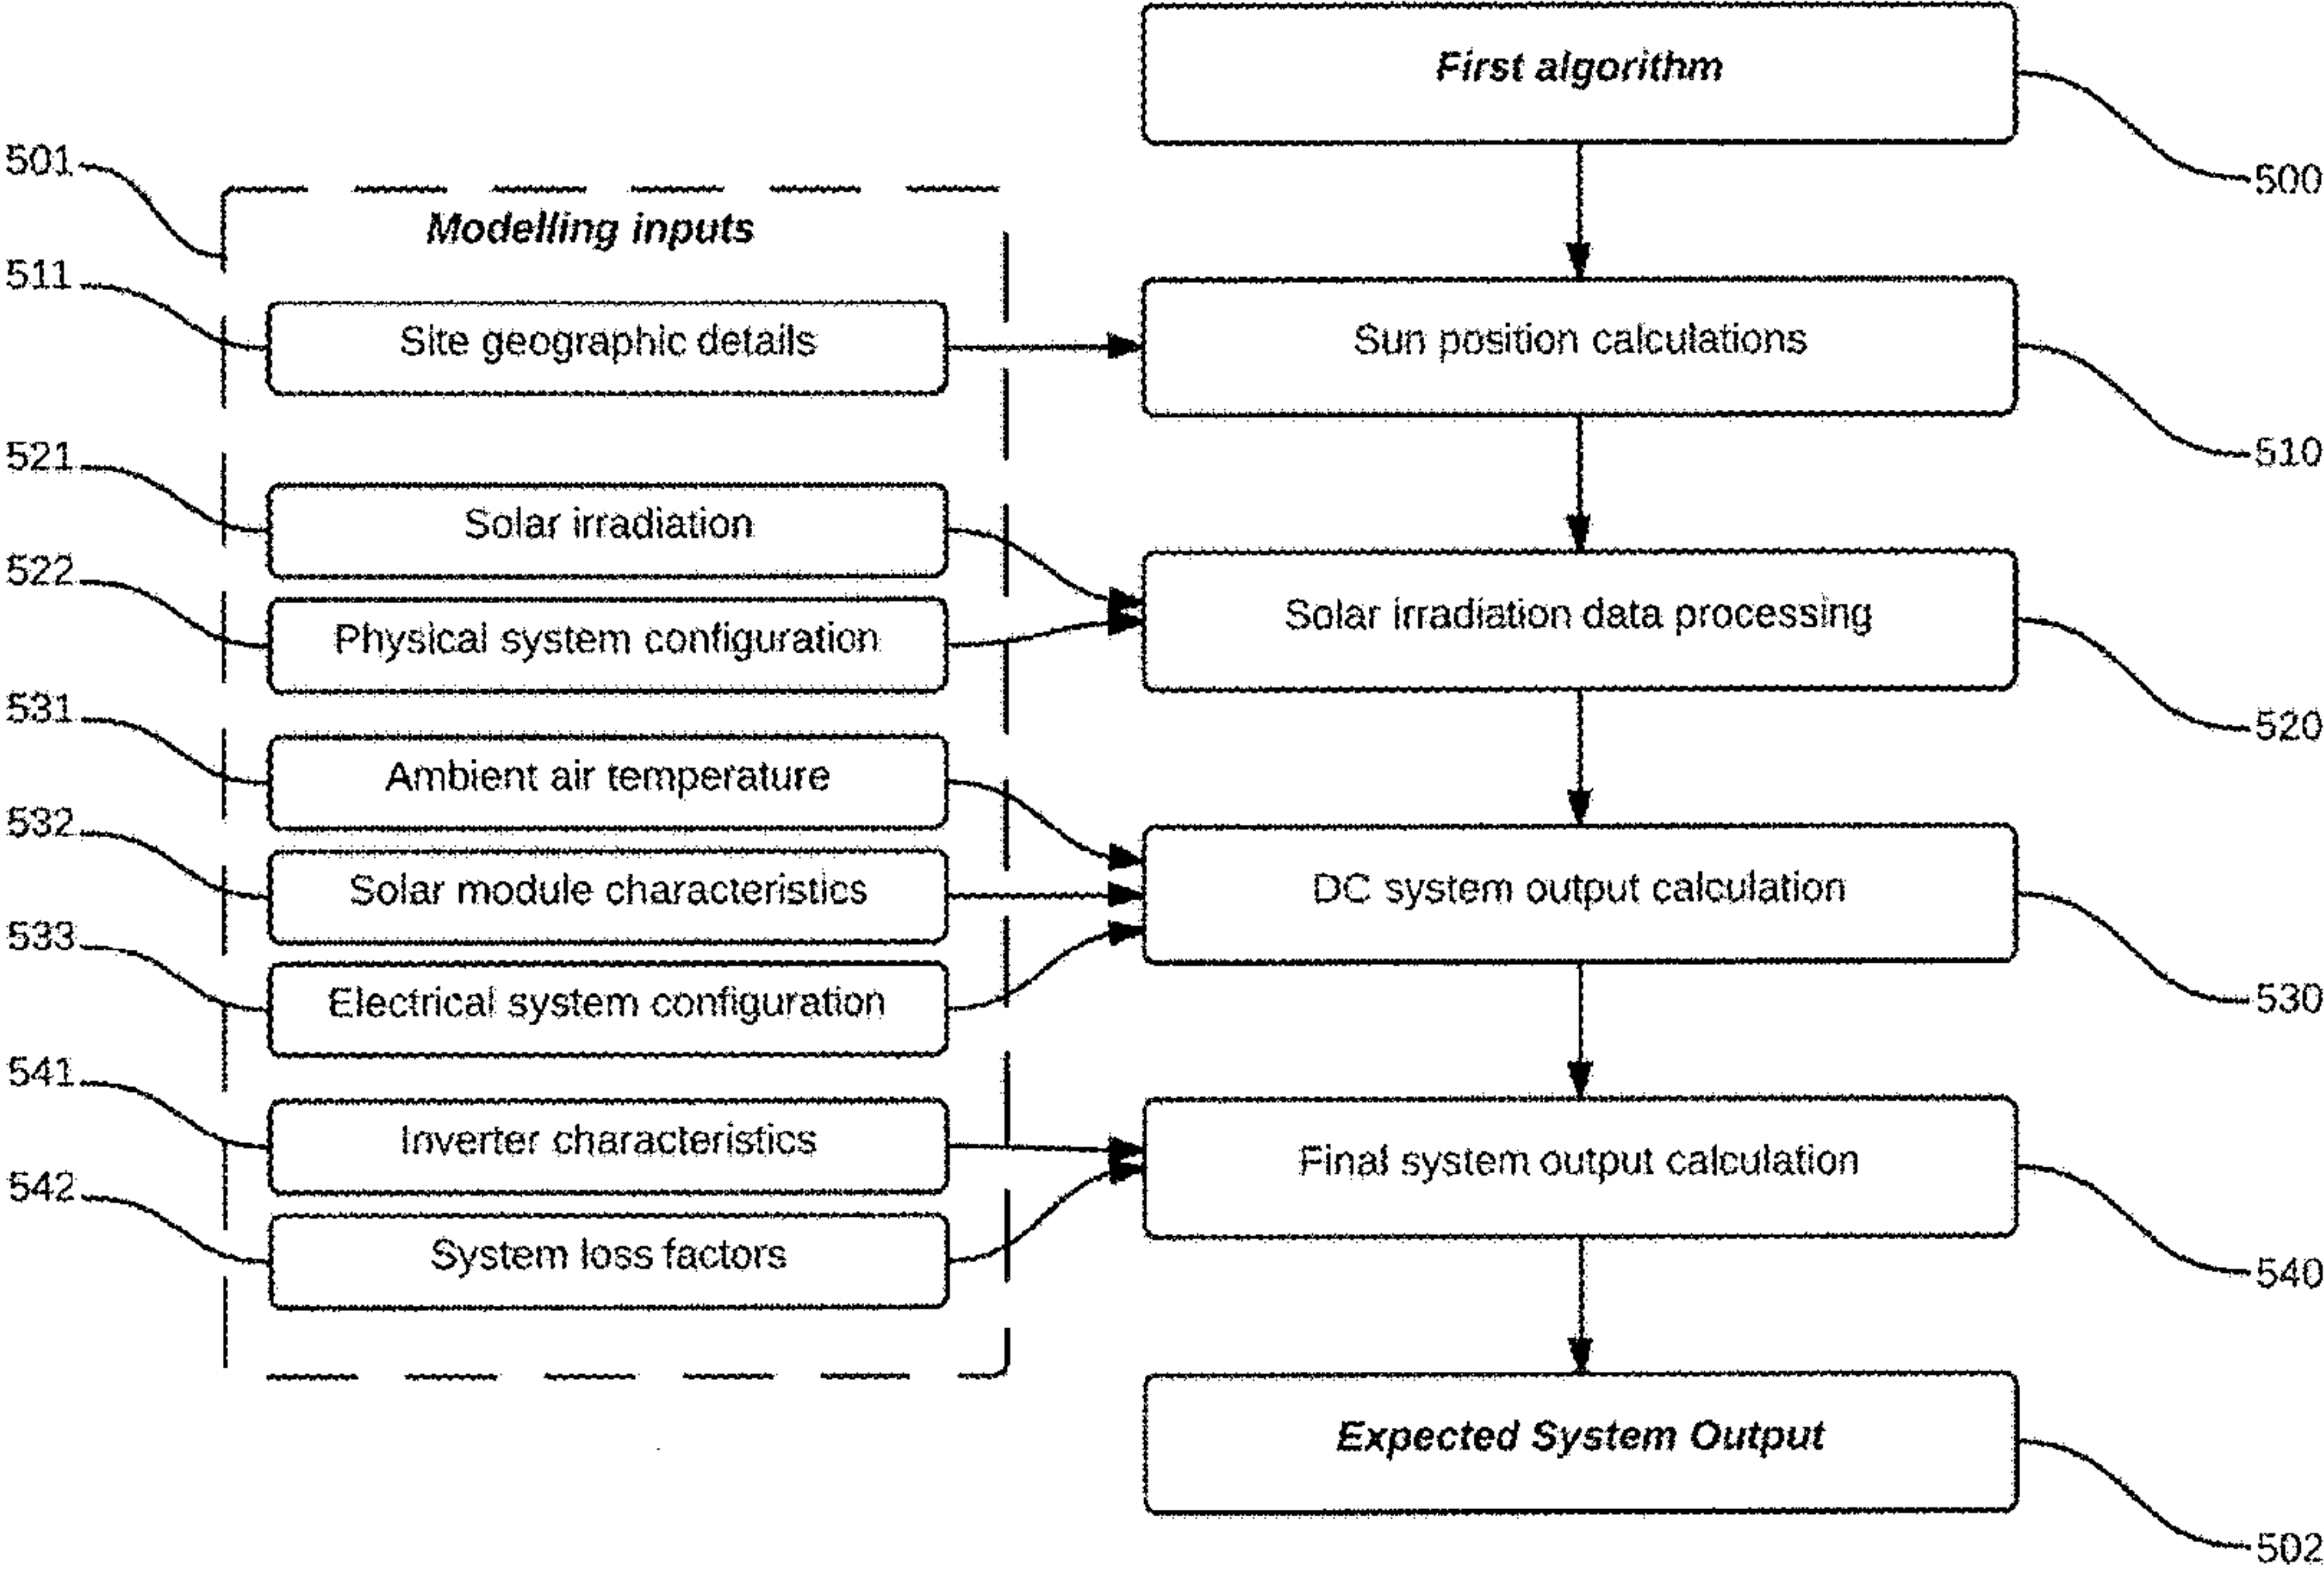 First algorithm
500
501
Modelling inputs
511
Site geographic details
Sun position calculations
510
521
Solar irradiation
522
Physical system configuration
Solar irradiation data processing
520
531
Ambient air temperature
532
Solar module characteristics
DC system output calculation
533
Electrical system configuration
530
541
Inverter characteristics
Final system output calculation
542
System loss factors
540
Expected System Output
502